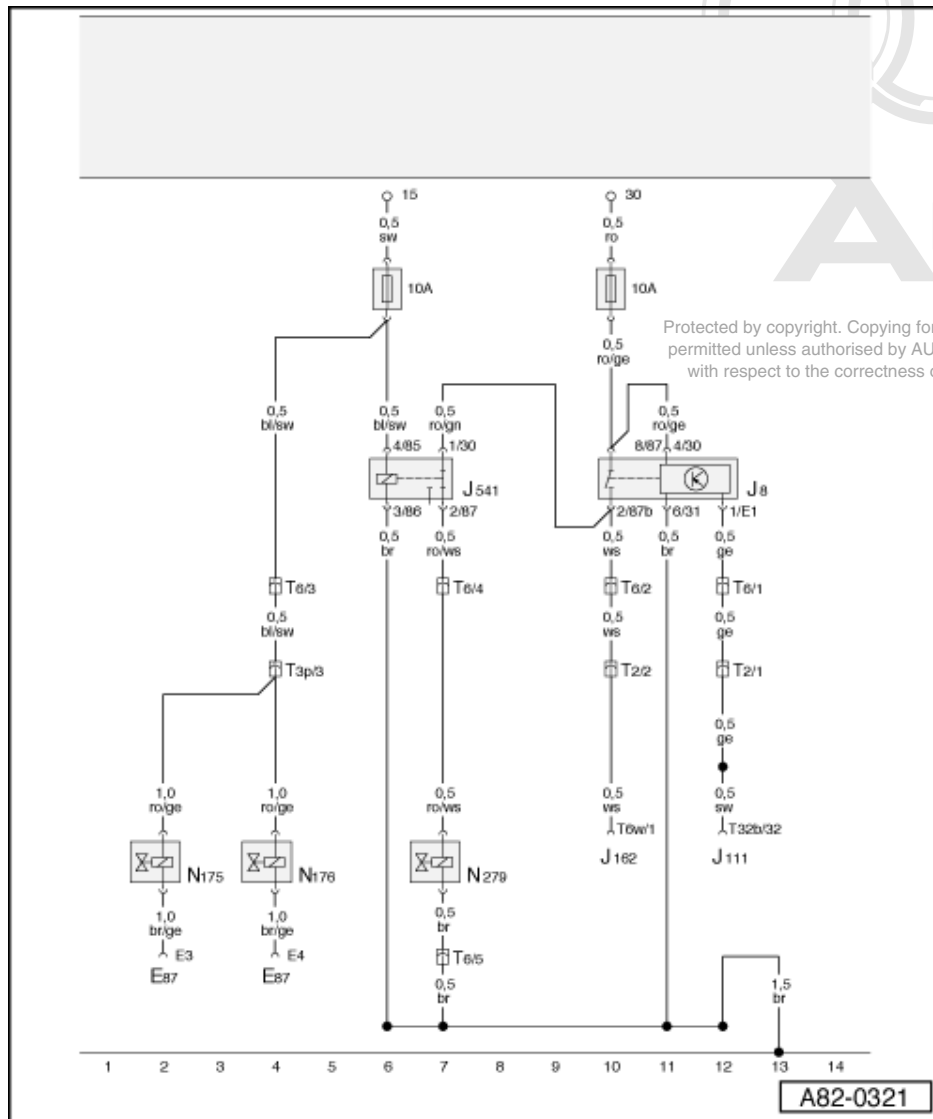 15
30
0,5
sw
0,5
ro
10A
10A
Protected by copyright. Copying for
permitted unless authorised by AU
with respect to the correctness o
0,5
ro/ge
0,5
bl/sw
0,5
bl/sw
0,5
ro/gn
0,5
ro/ge
4/85
1/30
8/87
4/30
J541
J8
3/86
2/87
2/87b
6/31
1/E1
0,5
br
0,5
ro/ws
0,5
ws
0,5
br
0,5
ge
T6/3
T6/4
T6/2
T6/1
0,5
bl/sw
0,5
ws
0,5
ge
T3p/3
T2/2
T2/1
0,5
ge
1,0
ro/ge
1,0
ro/ge
0,5
ro/ws
0,5
ws
0,5
sw
T6w/1
T32b/32
J162
J111
N175
N176
N279
1,0
br/ge
1,0
br/ge
0,5
br
E3
E4
E87
E87
T6/5
0,5
br
1,5
br
1 2 3 4 5 6 7 8 9 10 11 12 13 14
A82-0321